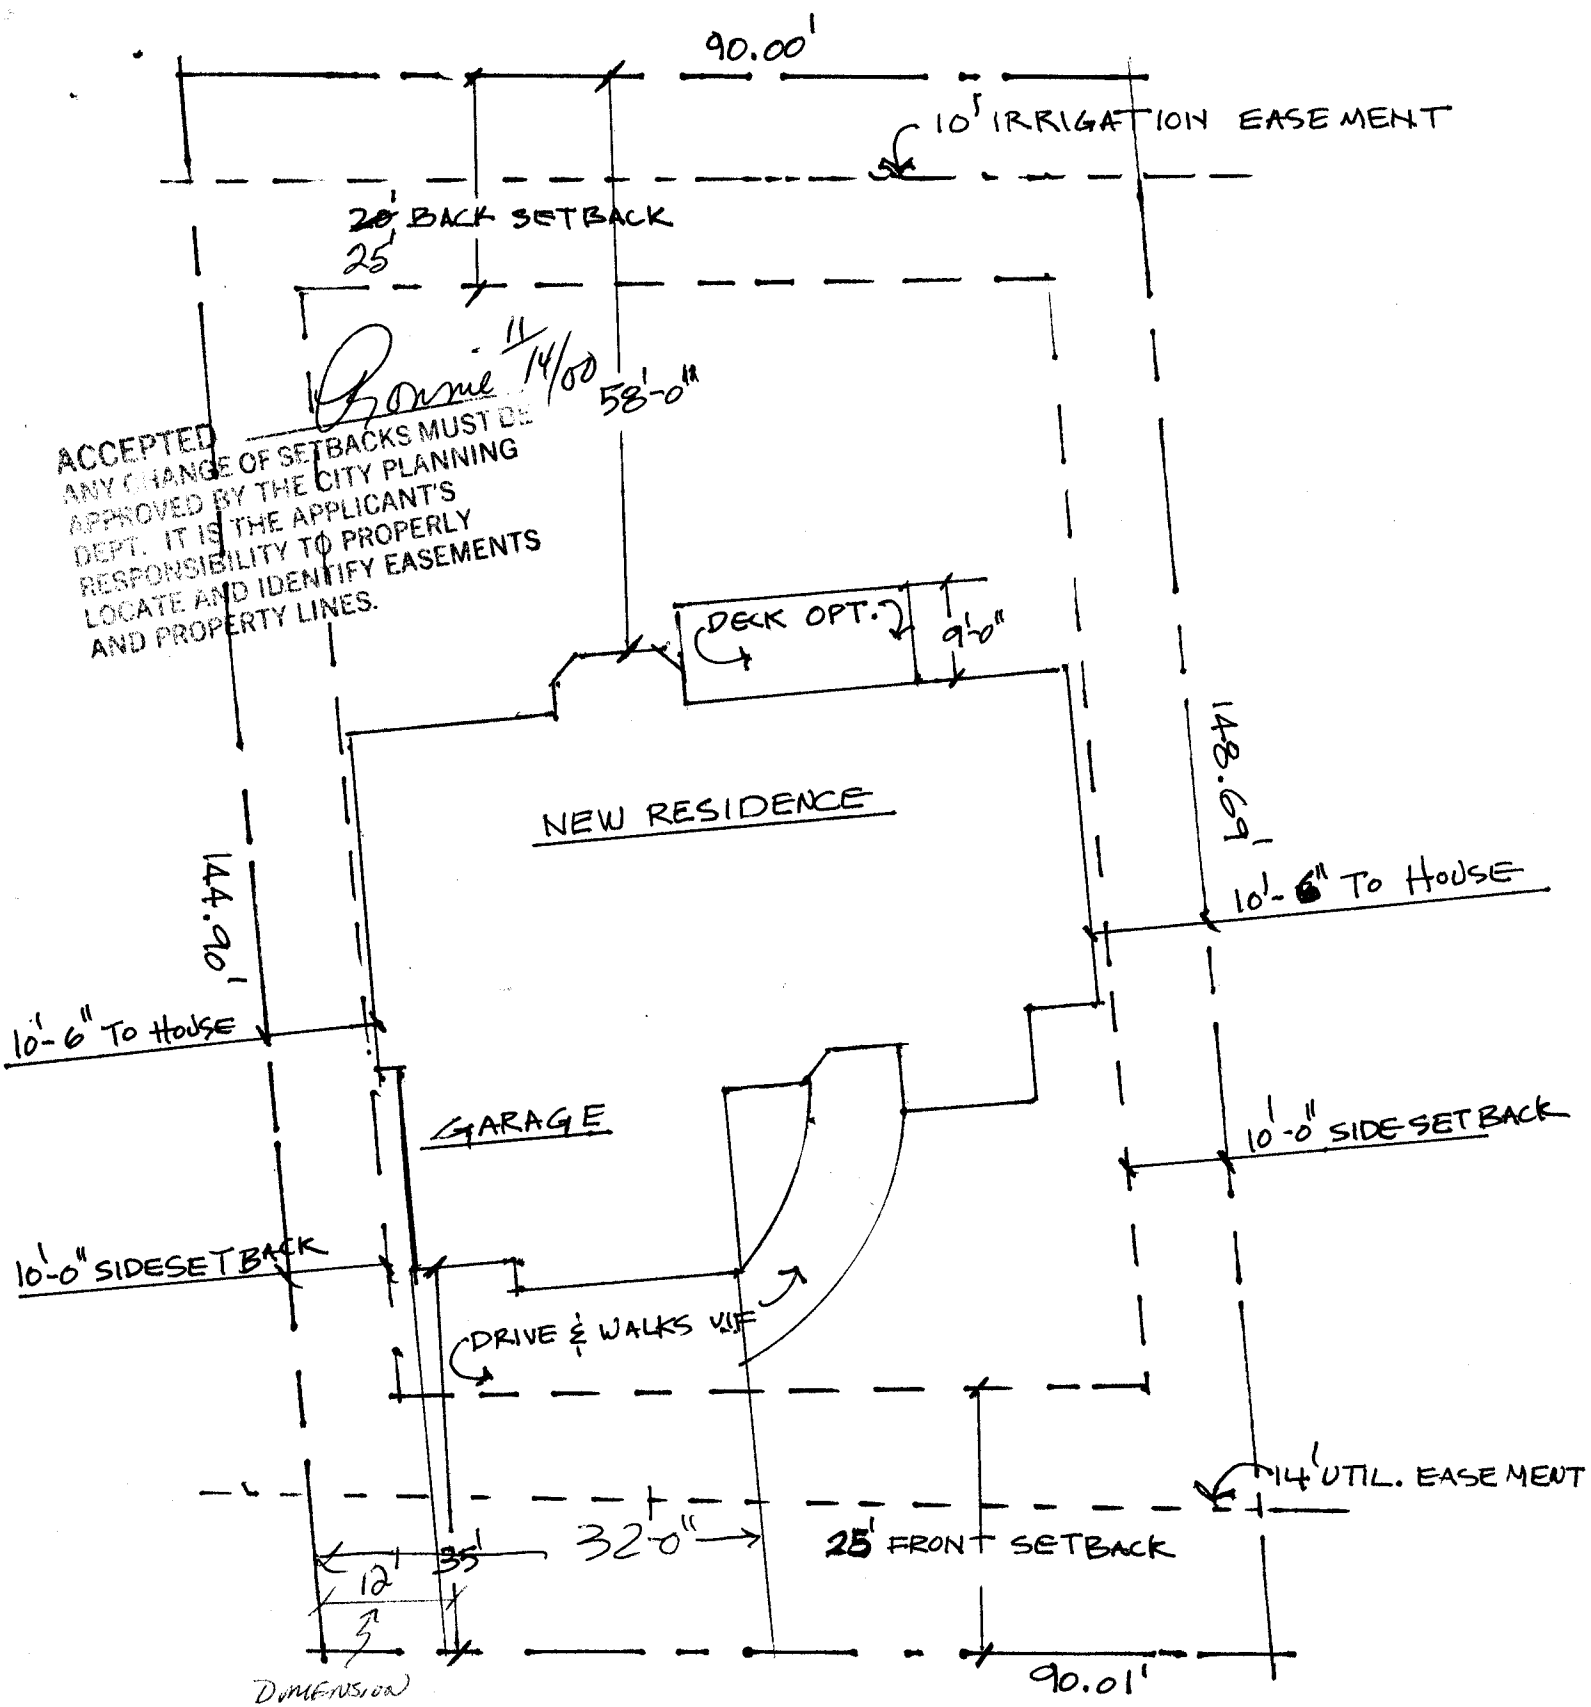 90.00'
10' IRRIGATION EASEMENT
20' BACK SETBACK
25'
Ronnie 11/14/00
58'-0"
ACCEPTED
ANY CHANGE OF SETBACKS MUST BE
APPROVED BY THE CITY PLANNING
DEPT. IT IS THE APPLICANT'S
RESPONSIBILITY TO PROPERLY
LOCATE AND IDENTIFY EASEMENTS
AND PROPERTY LINES.
DECK OPT.
9'-0"
148.69'
NEW RESIDENCE
144.90'
10'-6" TO HOUSE
10'-6" TO HOUSE
GARAGE
10'-0" SIDE SETBACK
10'-0" SIDE SETBACK
DRIVE & WALKS VIF
14' UTIL. EASEMENT
32'-0"
25' FRONT SETBACK
35'
12'
90.01'
DIMENSION